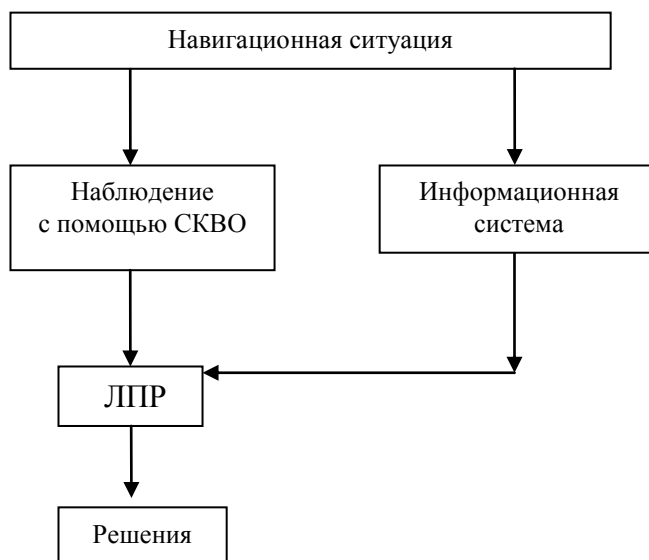 Навигационная ситуация
Наблюдение
с помощью СКВО
Информационная
система
ЛПР
Решения